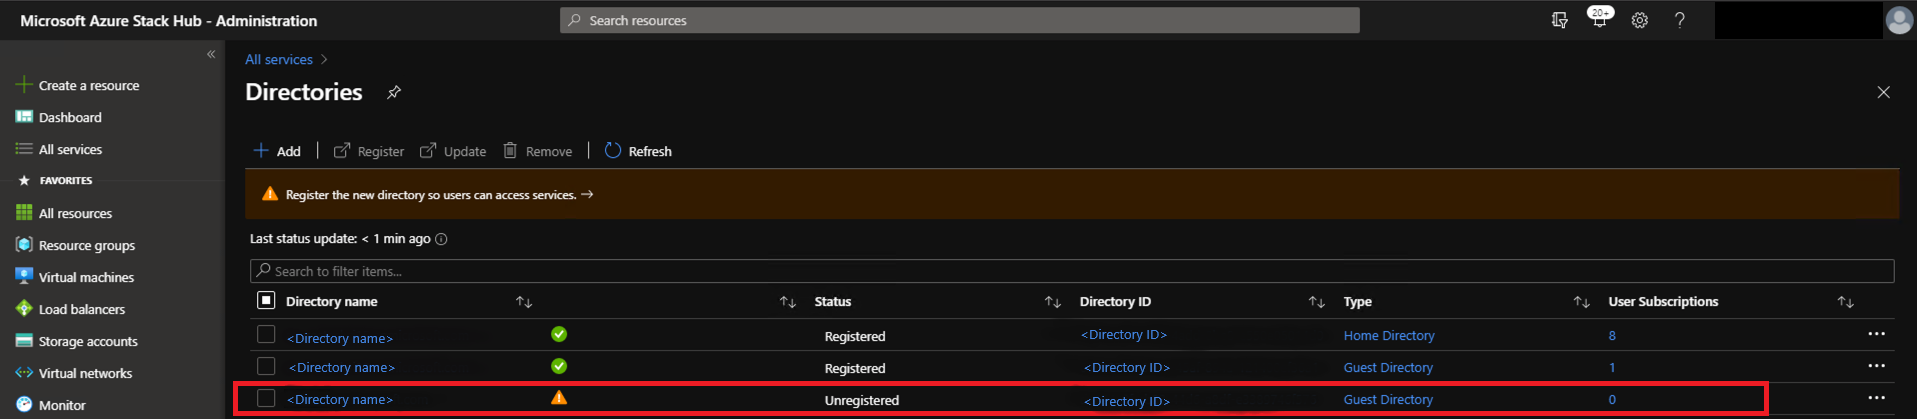 Microsoft Azure Stack Hub - Administration
Search resources
20+
All services
Directories
Create a resource
Dashboard
All services
FAVORITES
All resources
Resource groups
Virtual machines
Load balancers
Storage accounts
Virtual networks
Monitor
Add Register Update Remove Refresh
Register the new directory so users can access services. →
Last status update: < 1 min ago
Search to filter items...
Directory name Status Directory ID Type User Subscriptions
<Directory name> Registered <Directory ID> Home Directory 8
<Directory name> Registered <Directory ID> Guest Directory 1
<Directory name> Unregistered <Directory ID> Guest Directory 0